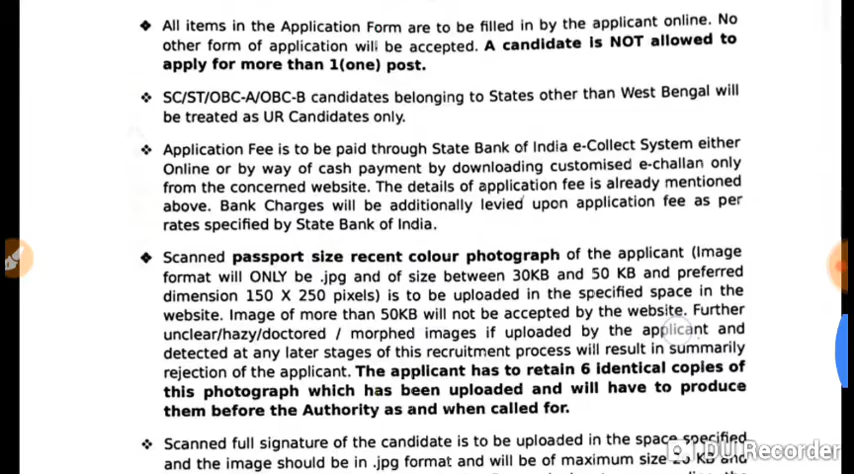 ❖ All items in the Application Form are to be filled in by the applicant online. No
other form of application will be accepted. A candidate is NOT allowed to
apply for more than 1(one) post.
❖ SC/ST/OBC-A/OBC-B candidates belonging to States other than West Bengal will
be treated as UR Candidates only.
❖ Application Fee is to be paid through State Bank of India e-Collect System either
Online or by way of cash payment by downloading customised e-challan only
from the concerned website. The details of application fee is already mentioned
above. Bank Charges will be additionally levied upon application fee as per
rates specified by State Bank of India.
❖ Scanned passport size recent colour photograph of the applicant (Image
format will ONLY be .jpg and of size between 30KB and 50 KB and preferred
dimension 150 X 250 pixels) is to be uploaded in the specified space in the
website. Image of more than 50KB will not be accepted by the website. Further
unclear/hazy/doctored / morphed images if uploaded by the applicant and
detected at any later stages of this recruitment process will result in summarily
rejection of the applicant. The applicant has to retain 6 identical copies of
this photograph which has been uploaded and will have to produce
them before the Authority as and when called for.
❖ Scanned full signature of the candidate is to be uploaded in the space specified
and the image should be in .jpg format and will be of maximum size KB and
DU Recorder